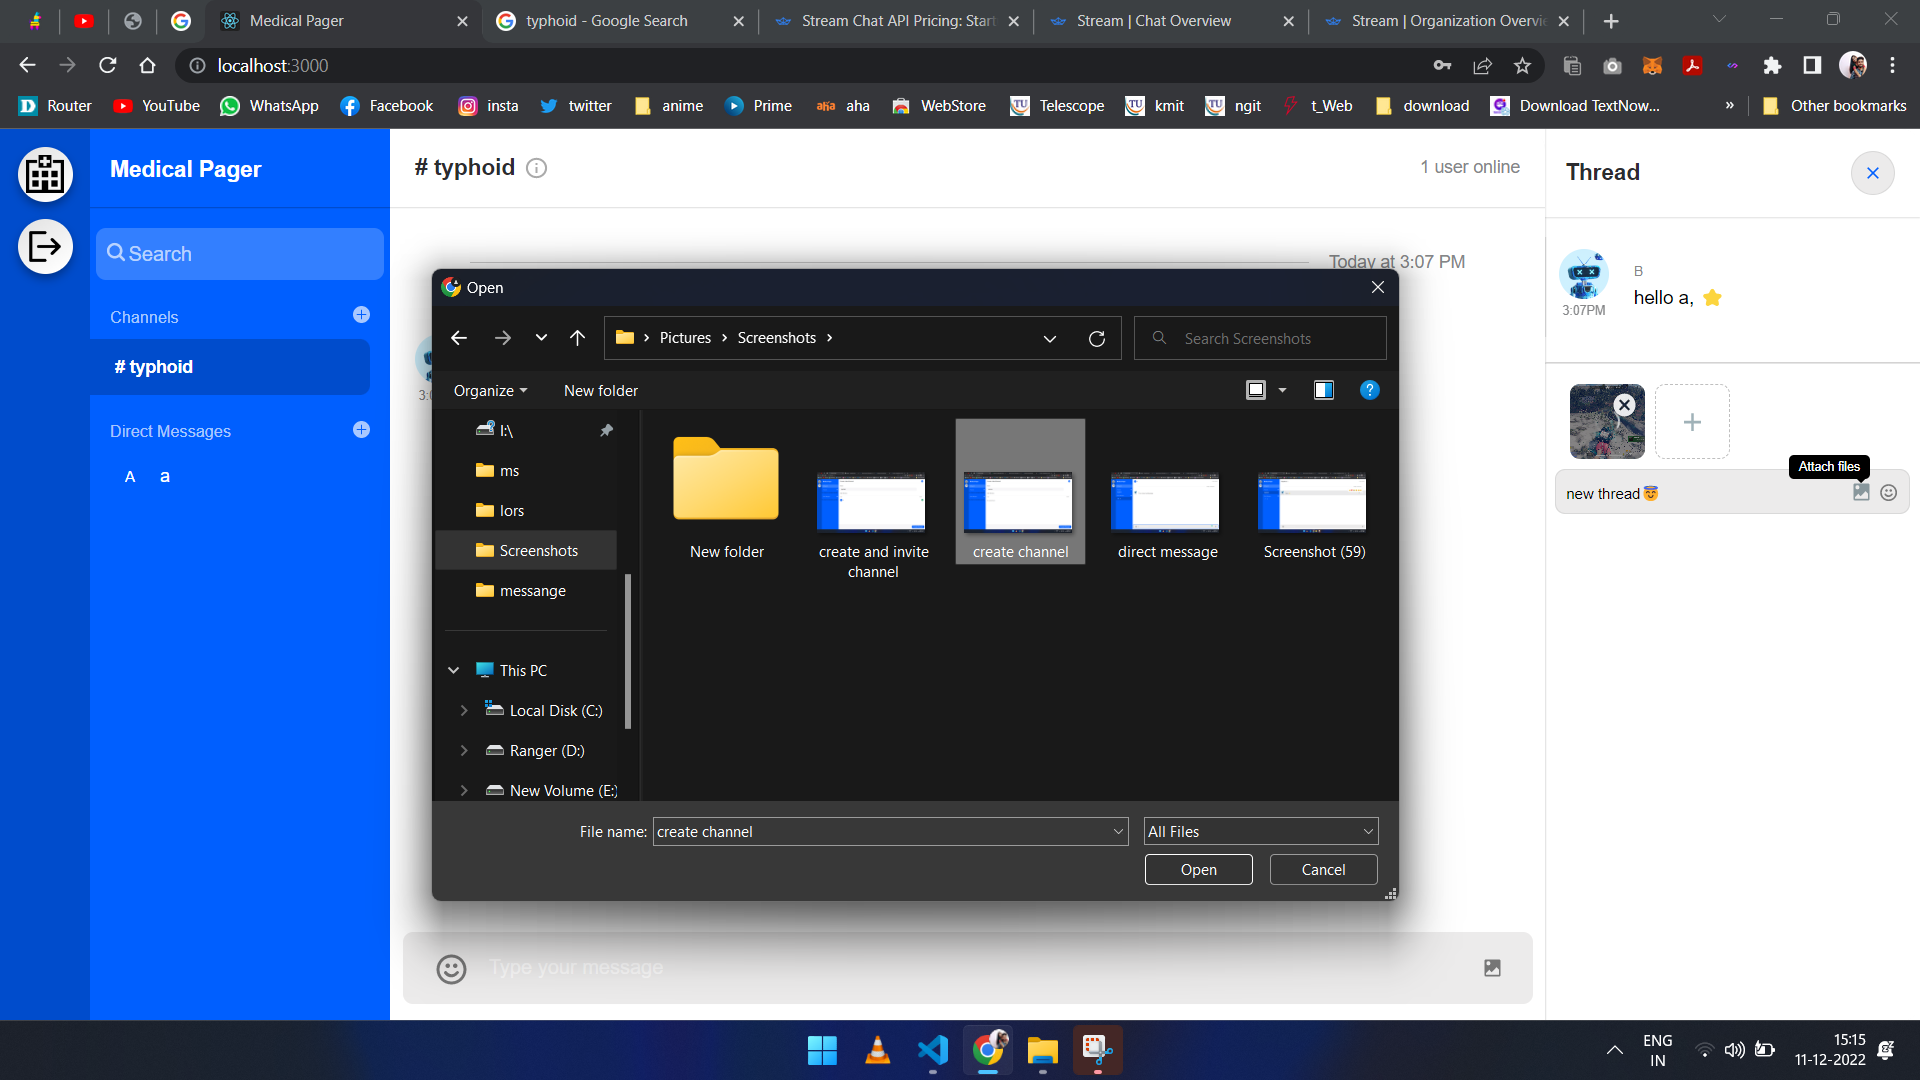 Medical Pager
typhoid - Google Search
Stream Chat API Pricing: Start
Stream | Chat Overview
Stream | Organization Overvie
localhost:3000
Router
YouTube
WhatsApp
Facebook
insta
twitter
anime
Prime
aha
aha
WebStore
TU
Telescope
TU
kmit
TU
ngit
t_Web
download
Download TextNow...
»
Other bookmarks
Medical Pager
Search
Channels
# typhoid
Direct Messages
A a
# typhoid
1 user online
Today at 3:07 PM
Thread
B
hello a, ⭐
3:07PM
Attach files
new thread😇
Open
Pictures
Screenshots
Search Screenshots
Organize
New folder
I:\
ms
lors
Screenshots
messange
This PC
Local Disk (C:)
Ranger (D:)
New Volume (E:)
New folder
create and invite
channel
create channel
direct message
Screenshot (59)
File name:
create channel
All Files
Open
Cancel
Type your message
ENG
IN
15:15
11-12-2022